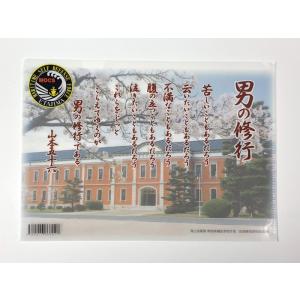 男の修行
苦しいこともあるだろう
云いたいこともあるだろう
不満なこともあるだろう
腹の立つこともあるだろう
泣きたいこともあるだろう
これらをじっと
こらえてゆくのが
男の修行である
山本五十六
MOCS